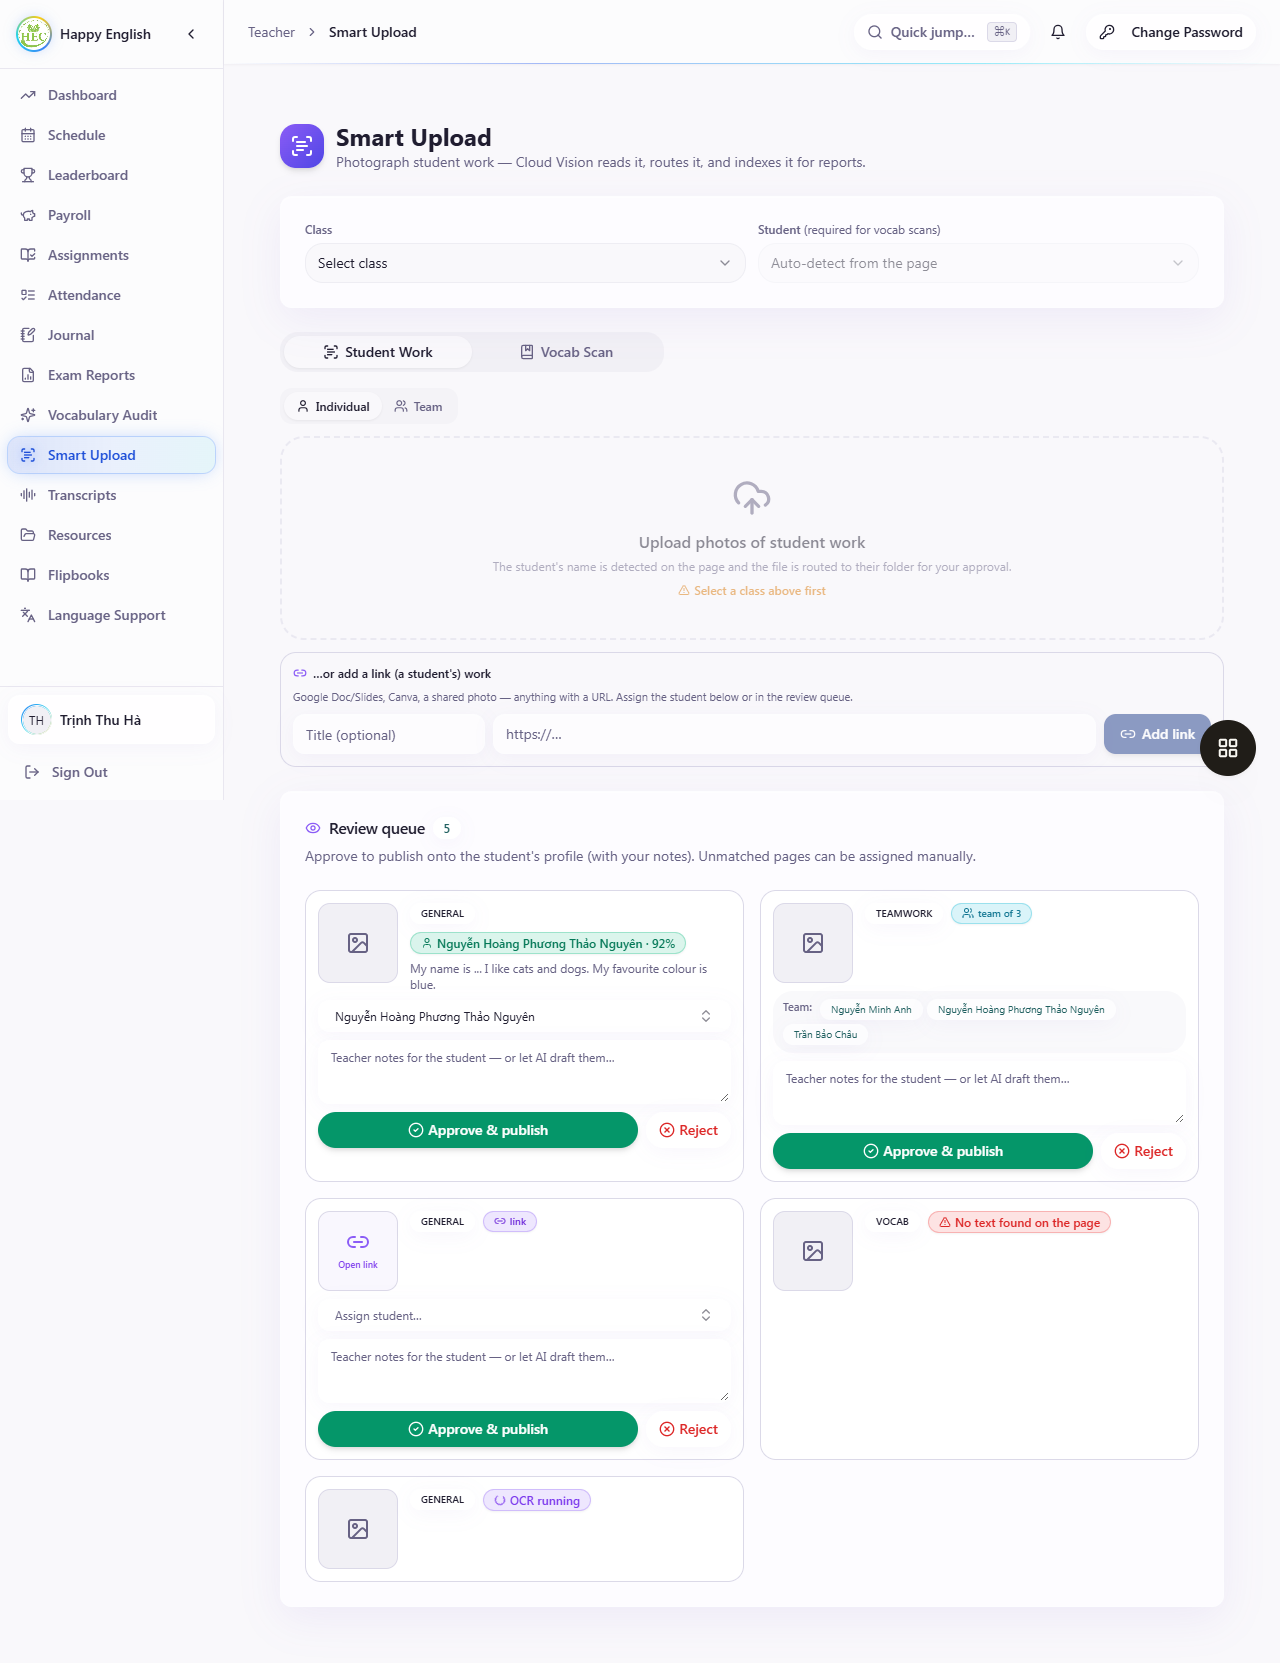 HEC
Happy English
Teacher
Smart Upload
Quick jump...
⌘K
Change Password
Dashboard
Schedule
Leaderboard
Payroll
Assignments
Attendance
Journal
Exam Reports
Vocabulary Audit
Smart Upload
Transcripts
Resources
Flipbooks
Language Support
TH
Trịnh Thu Hà
Sign Out
Smart Upload
Photograph student work — Cloud Vision reads it, routes it, and indexes it for reports.
Class
Student (required for vocab scans)
Select class
Auto-detect from the page
Student Work
Vocab Scan
Individual
Team
Upload photos of student work
The student's name is detected on the page and the file is routed to their folder for your approval.
Select a class above first
...or add a link (a student's) work
Google Doc/Slides, Canva, a shared photo — anything with a URL. Assign the student below or in the review queue.
Title (optional)
https://...
Add link
Review queue 5
Approve to publish onto the student's profile (with your notes). Unmatched pages can be assigned manually.
GENERAL
Nguyễn Hoàng Phương Thảo Nguyên · 92%
My name is ... I like cats and dogs. My favourite colour is
blue.
Nguyễn Hoàng Phương Thảo Nguyên
Teacher notes for the student — or let AI draft them...
Approve & publish
Reject
TEAMWORK
team of 3
Team:
Nguyễn Minh Anh
Nguyễn Hoàng Phương Thảo Nguyên
Trần Bảo Châu
Teacher notes for the student — or let AI draft them...
Approve & publish
Reject
GENERAL
link
Open link
Assign student...
Teacher notes for the student — or let AI draft them...
Approve & publish
Reject
VOCAB
No text found on the page
GENERAL
OCR running